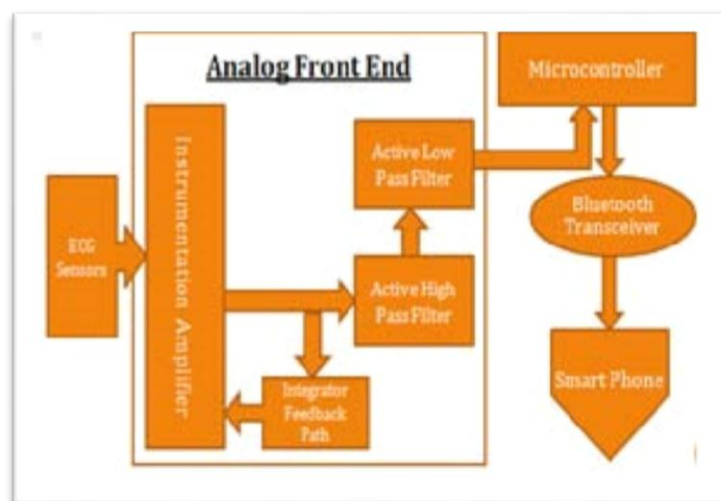 Analog Front End
Microcontroller
Instrumentation Amplifier
Active Low
Pass Filter
ECG
Sensors
Bluetooth
Transceiver
Active High
Pass Filter
Integrator
Feedback
Path
Smart Phone